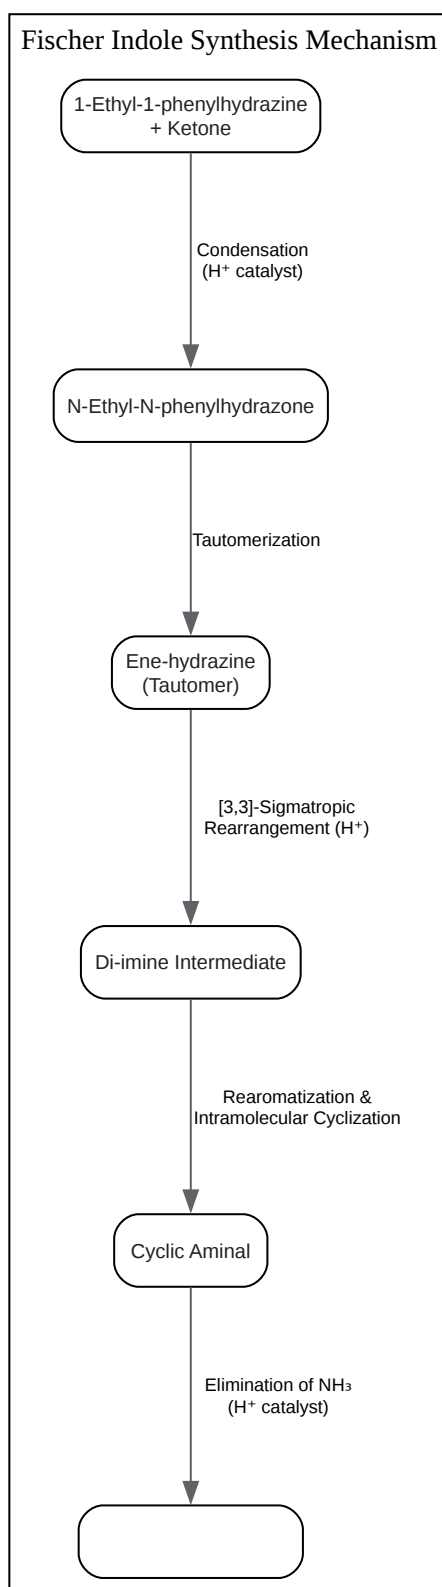 Fischer Indole Synthesis Mechanism
1-Ethyl-1-phenylhydrazine
+ Ketone
Condensation
(H⁺ catalyst)
N-Ethyl-N-phenylhydrazone
Tautomerization
Ene-hydrazine
(Tautomer)
[3,3]-Sigmatropic
Rearrangement (H⁺)
Di-imine Intermediate
Rearomatization &
Intramolecular Cyclization
Cyclic Aminal
Elimination of NH₃
(H⁺ catalyst)